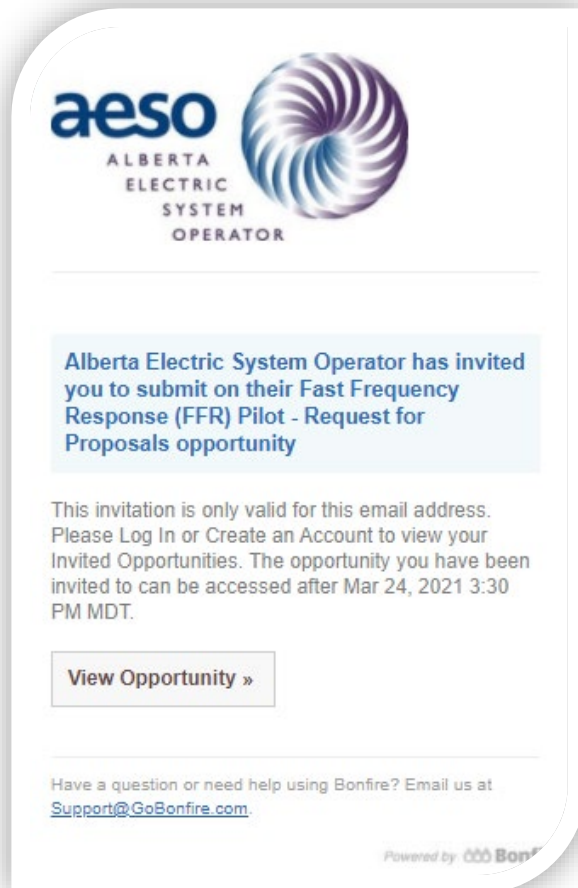 aeso
ALBERTA
ELECTRIC
SYSTEM
OPERATOR
Alberta Electric System Operator has invited
you to submit on their Fast Frequency
Response (FFR) Pilot - Request for
Proposals opportunity
This invitation is only valid for this email address.
Please Log In or Create an Account to view your
Invited Opportunities. The opportunity you have been
invited to can be accessed after Mar 24, 2021 3:30
PM MDT.
View Opportunity »
Have a question or need help using Bonfire? Email us at
Support@GoBonfire.com.
Powered by